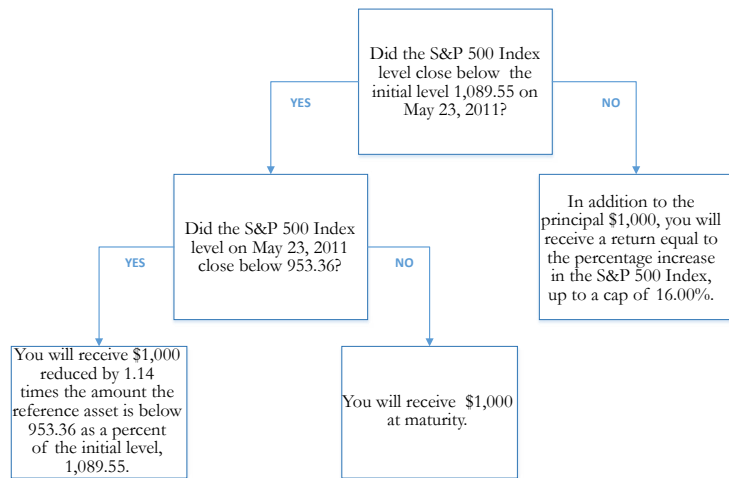 Did the S&P 500 Index
level close below the
initial level 1,089.55 on
May 23, 2011?
YES
NO
Did the S&P 500 Index
level on May 23, 2011
close below 953.36?
In addition to the
principal $1,000, you will
receive a return equal to
the percentage increase
in the S&P 500 Index,
up to a cap of 16.00%.
YES
NO
You will receive $1,000
reduced by 1.14
times the amount the
reference asset is below
953.36 as a percent
of the initial level,
1,089.55.
You will receive $1,000
at maturity.